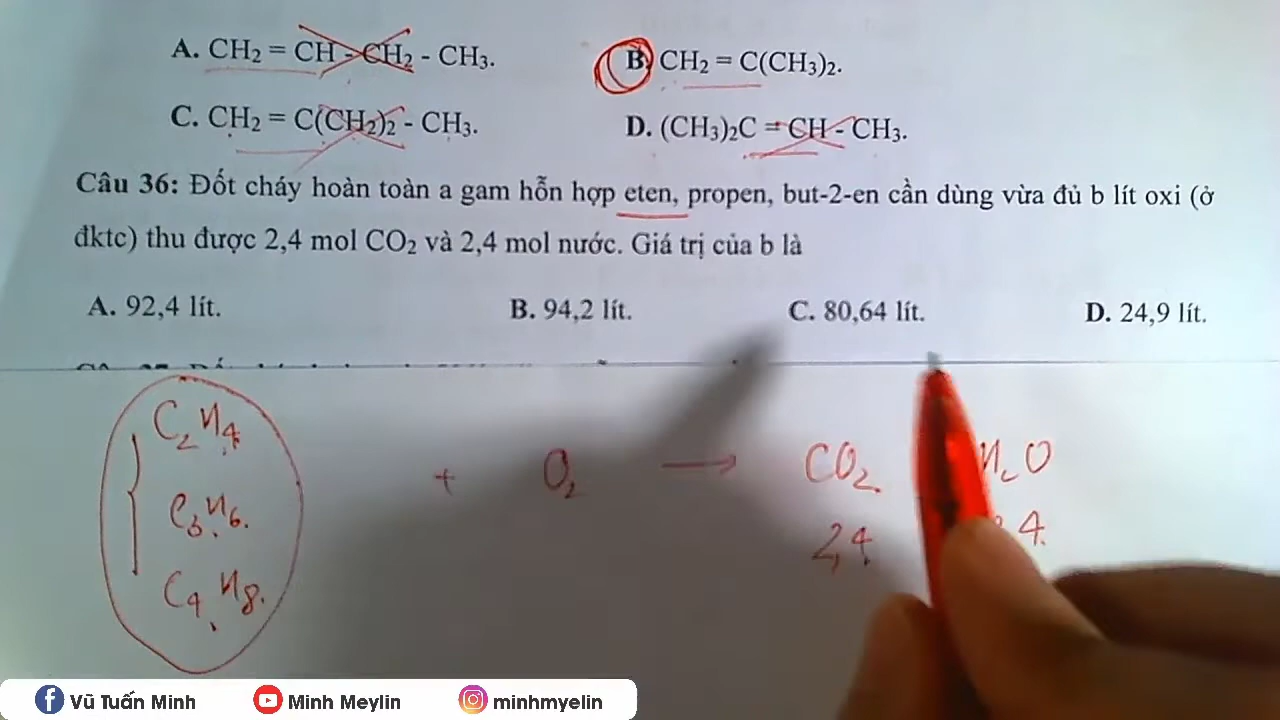 A. CH2 = CH - CH2 - CH3.
B. CH2 = C(CH3)2.
C. CH2 = C(CH2)2 - CH3.
D. (CH3)2C = CH - CH3.
Câu 36: Đốt cháy hoàn toàn a gam hỗn hợp eten, propen, but-2-en cần dùng vừa đủ b lít oxi (ở
đktc) thu được 2,4 mol CO2 và 2,4 mol nước. Giá trị của b là
A. 92,4 lít. B. 94,2 lít. C. 80,64 lít. D. 24,9 lít.
C2H4
C3H6.
C4H8.
+ O2 → CO2 H2O
2,4 4
Vũ Tuấn Minh Minh Meylin minhmyelin